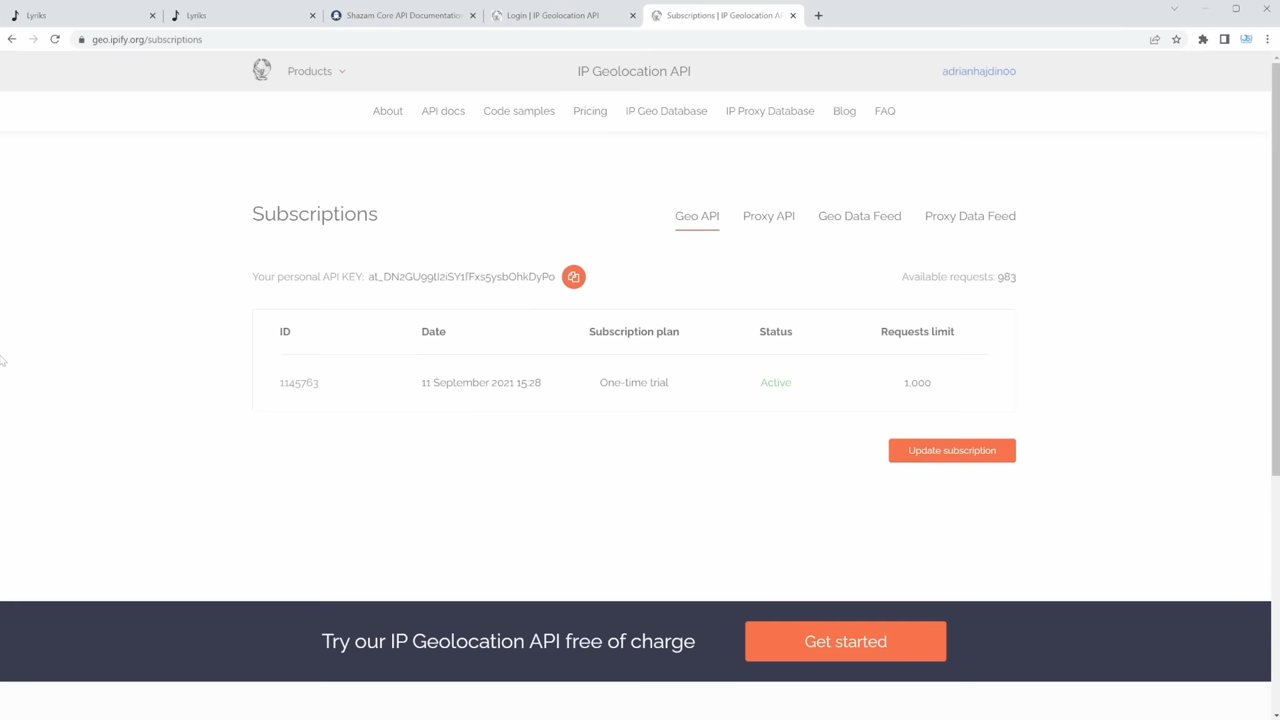 Lyriks
Lyriks
Shazam Core API Documentation
Login | IP Geolocation API
Subscriptions | IP Geolocation AP
geo.ipify.org/subscriptions
Products
IP Geolocation API
adrianhajdin00
About
API docs
Code samples
Pricing
IP Geo Database
IP Proxy Database
Blog
FAQ
Subscriptions
Geo API
Proxy API
Geo Data Feed
Proxy Data Feed
Your personal API KEY:
Available requests: 983
ID Date Subscription plan Status Requests limit
1145763 11 September 2021 15:28 One-time trial Active 1,000
Update subscription
Try our IP Geolocation API free of charge
Get started